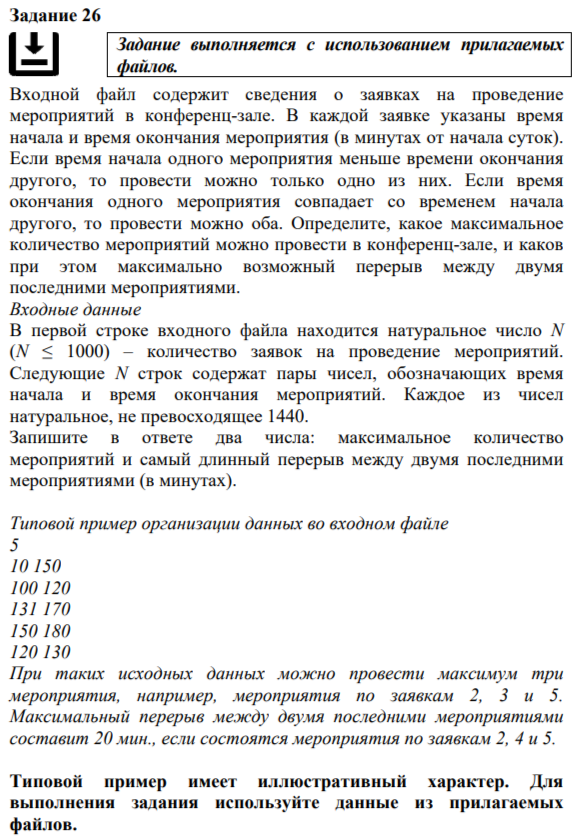 Задание 26
Задание выполняется с использованием прилагаемых
файлов.
Входной файл содержит сведения о заявках на проведение
мероприятий в конференц-зале. В каждой заявке указаны время
начала и время окончания мероприятия (в минутах от начала суток).
Если время начала одного мероприятия меньше времени окончания
другого, то провести можно только одно из них. Если время
окончания одного мероприятия совпадает со временем начала
другого, то провести можно оба. Определите, какое максимальное
количество мероприятий можно провести в конференц-зале, и каков
при этом максимально возможный перерыв между двумя
последними мероприятиями.
Входные данные
В первой строке входного файла находится натуральное число N
(N ≤ 1000) – количество заявок на проведение мероприятий.
Следующие N строк содержат пары чисел, обозначающих время
начала и время окончания мероприятий. Каждое из чисел
натуральное, не превосходящее 1440.
Запишите в ответе два числа: максимальное количество
мероприятий и самый длинный перерыв между двумя последними
мероприятиями (в минутах).
Типовой пример организации данных во входном файле
5
10 150
100 120
131 170
150 180
120 130
При таких исходных данных можно провести максимум три
мероприятия, например, мероприятия по заявкам 2, 3 и 5.
Максимальный перерыв между двумя последними мероприятиями
составит 20 мин., если состоятся мероприятия по заявкам 2, 4 и 5.
Типовой пример имеет иллюстративный характер. Для
выполнения задания используйте данные из прилагаемых
файлов.